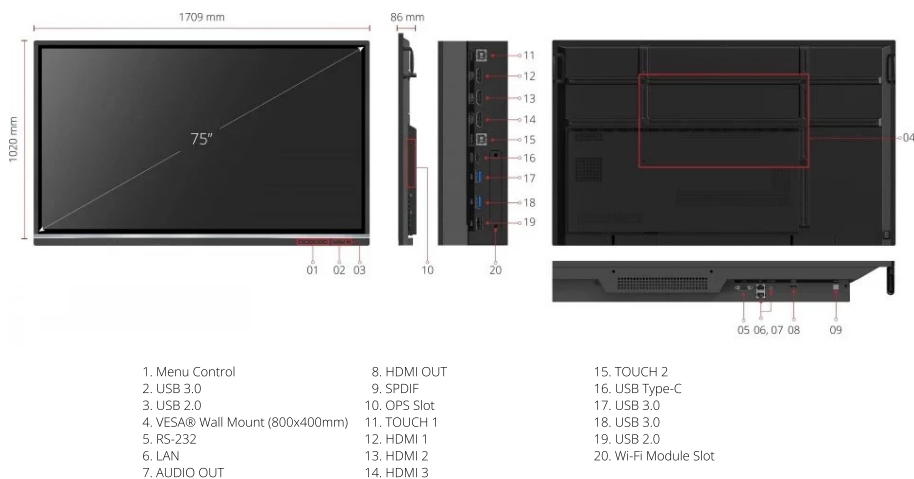 1709 mm
86 mm
1020 mm
75"
01
02
03
10
11
12
13
14
15
16
17
18
19
20
04
05
06, 07
08
09
1. Menu Control
2. USB 3.0
3. USB 2.0
4. VESA® Wall Mount (800x400mm)
5. RS-232
6. LAN
7. AUDIO OUT
8. HDMI OUT
9. SPDIF
10. OPS Slot
11. TOUCH 1
12. HDMI 1
13. HDMI 2
14. HDMI 3
15. TOUCH 2
16. USB Type-C
17. USB 3.0
18. USB 3.0
19. USB 2.0
20. Wi-Fi Module Slot